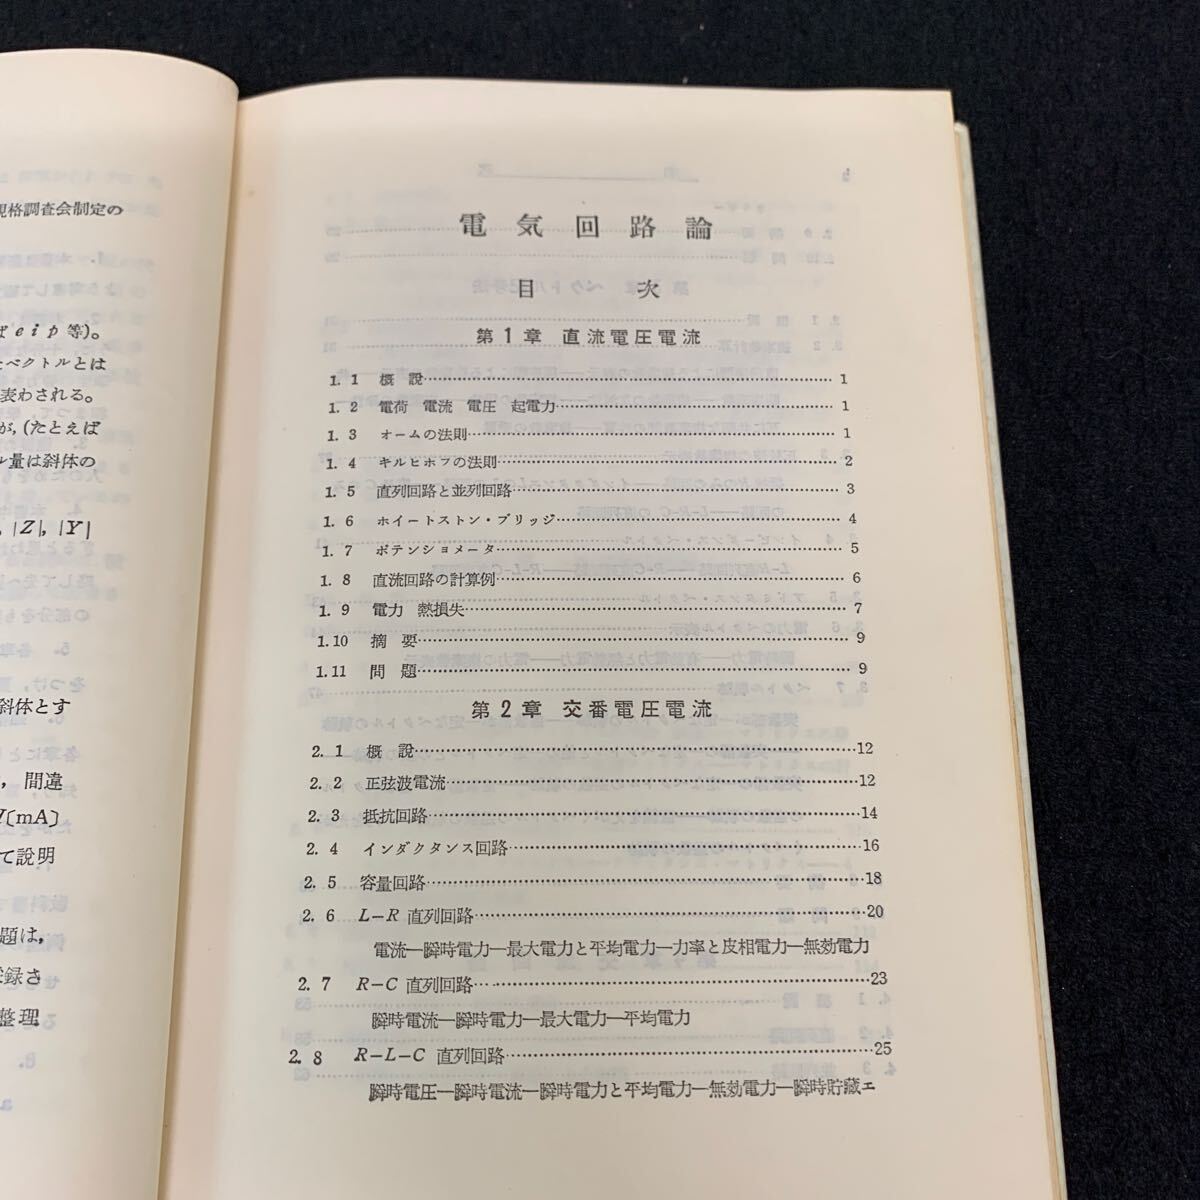 規格調査会制定の
ば e i p 等)。
ベクトルとは
表わされる。
が, (たとえば
ル量は斜体の
, |Z|, |Y|
斜体とす
, 間違
〔mA〕
て説明
題は,
録さ
整理
電気回路論
目次
第1章 直流電圧電流
1. 1 概説 1
1. 2 電荷 電流 電圧 起電力 1
1. 3 オームの法則 1
1. 4 キルヒホフの法則 2
1. 5 直列回路と並列回路 3
1. 6 ホイートストン・ブリッジ 4
1. 7 ポテンショメータ 5
1. 8 直流回路の計算例 6
1. 9 電力 熱損失 7
1.10 摘要 9
1.11 問題 9
第2章 交番電圧電流
2. 1 概説 12
2. 2 正弦波電流 12
2. 3 抵抗回路 14
2. 4 インダクタンス回路 16
2. 5 容量回路 18
2. 6 L―R 直列回路 20
電流―瞬時電力―最大電力と平均電力―力率と皮相電力―無効電力
2. 7 R―C 直列回路 23
瞬時電流―瞬時電力―最大電力―平均電力
2. 8 R―L―C 直列回路 25
瞬時電圧―瞬時電流―瞬時電力と平均電力―無効電力―瞬時貯蔵エ